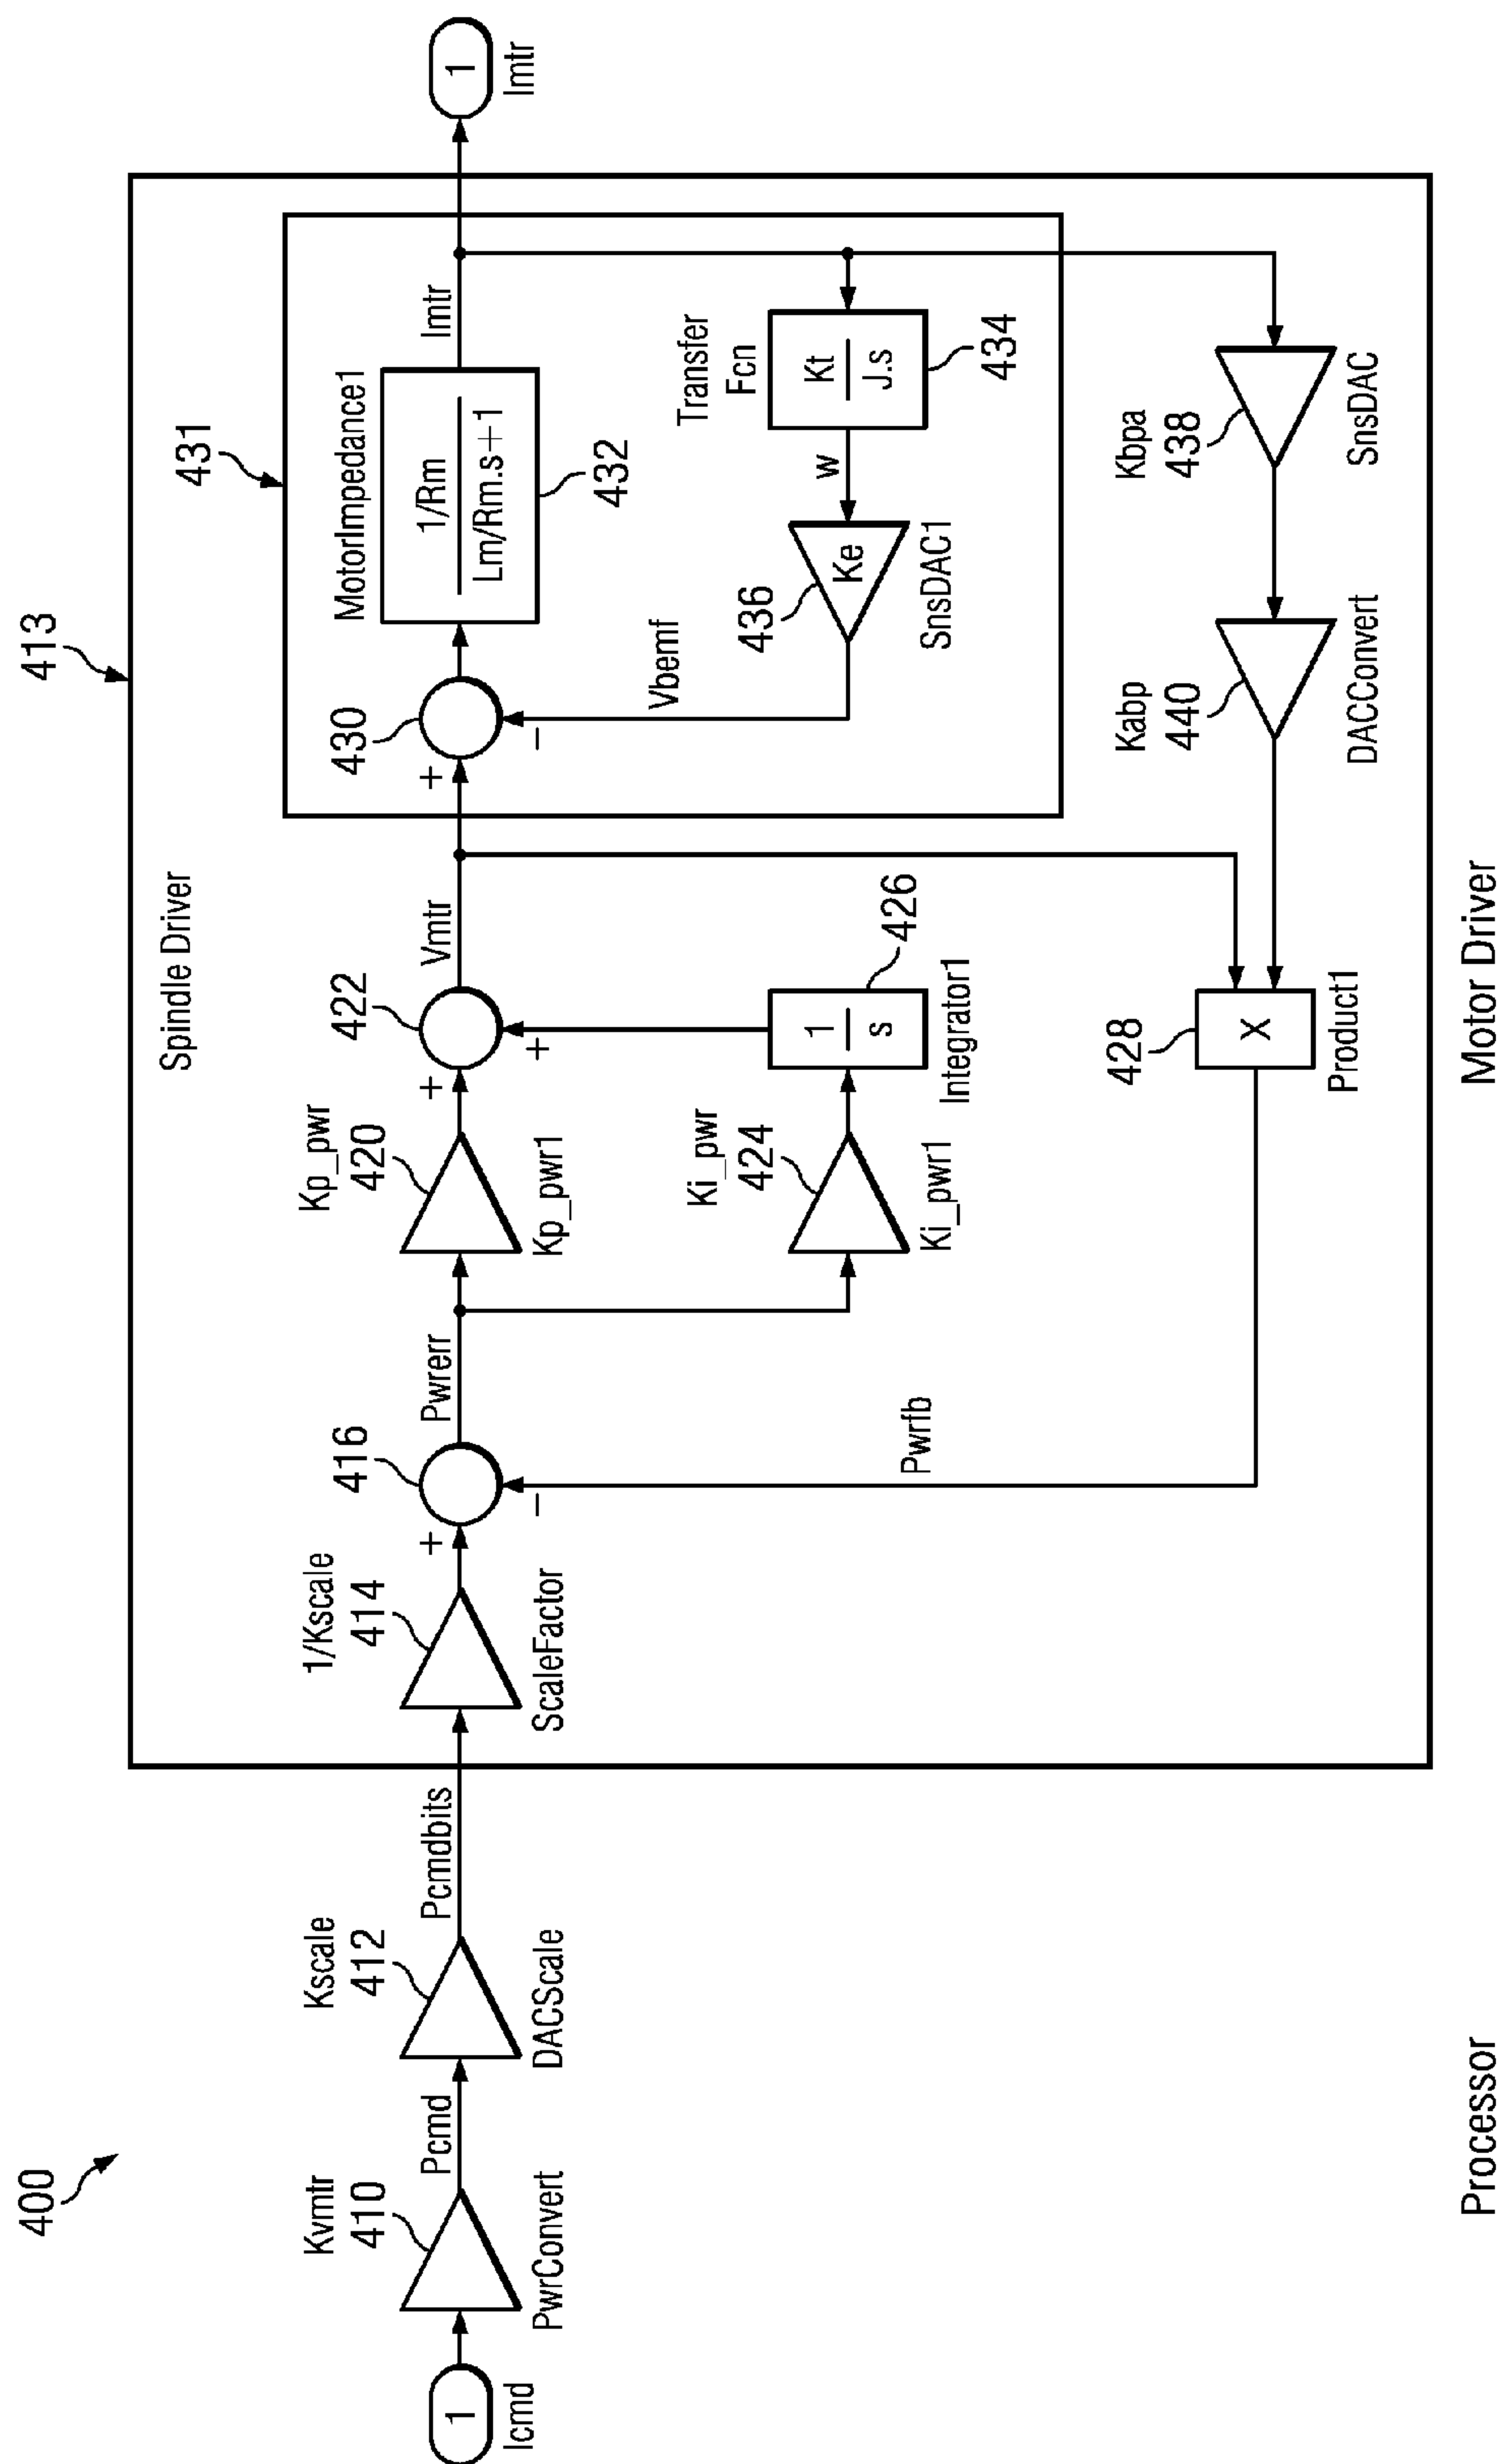 400
413
431
Spindle Driver
1
Icmd
Kvmtr
410
PwrConvert
Pcmd
Kscale
412
DACScale
Pcmdbits
1/Kscale
414
ScaleFactor
+
416
−
Pwrerr
Kp_pwr
420
Kp_pwr1
+
422
+
Vmtr
+
430
−
MotorImpedance1
1/Rm
Lm/Rm.s+1
432
Imtr
1
Imtr
Ki_pwr
424
Ki_pwr1
1
s
426
Integrator1
Vbemf
436
Ke
SnsDAC1
w
Transfer
Fcn
Kt
J.s
434
Pwrfb
428
X
Product1
Kabp
440
DACConvert
Kbpa
438
SnsDAC
Processor
Motor Driver